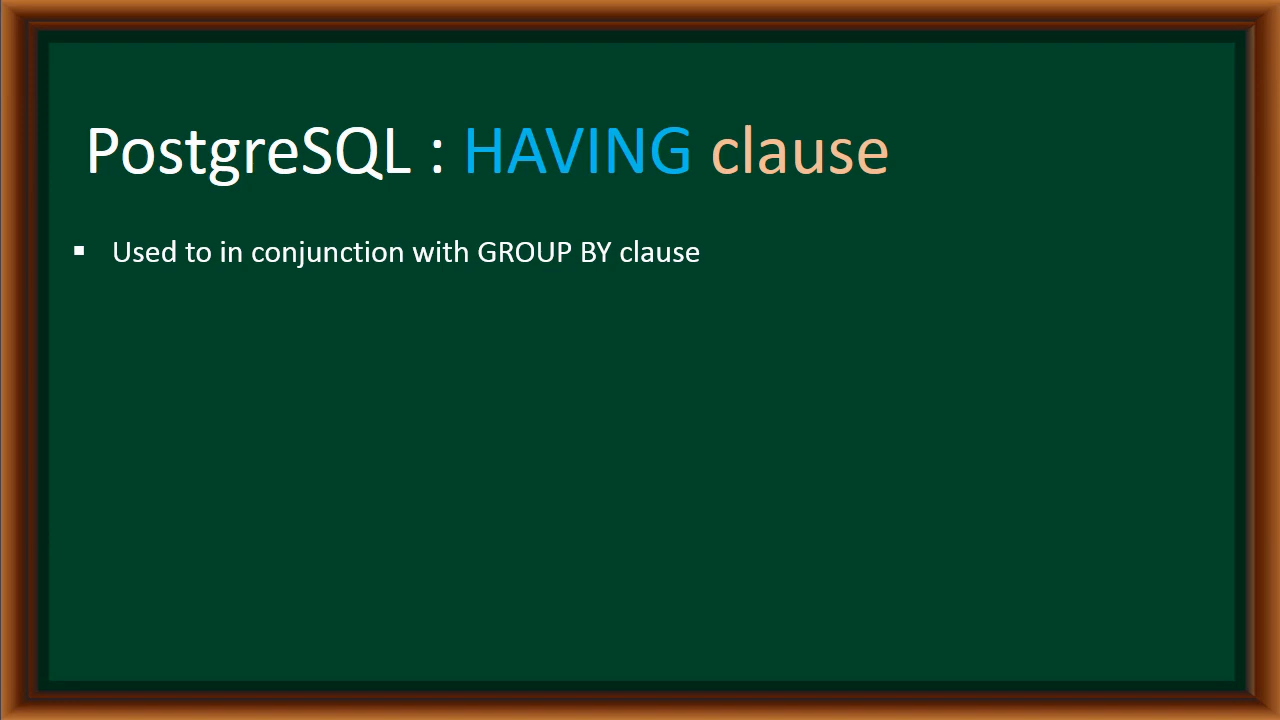 PostgreSQL : HAVING clause
▪ Used to in conjunction with GROUP BY clause